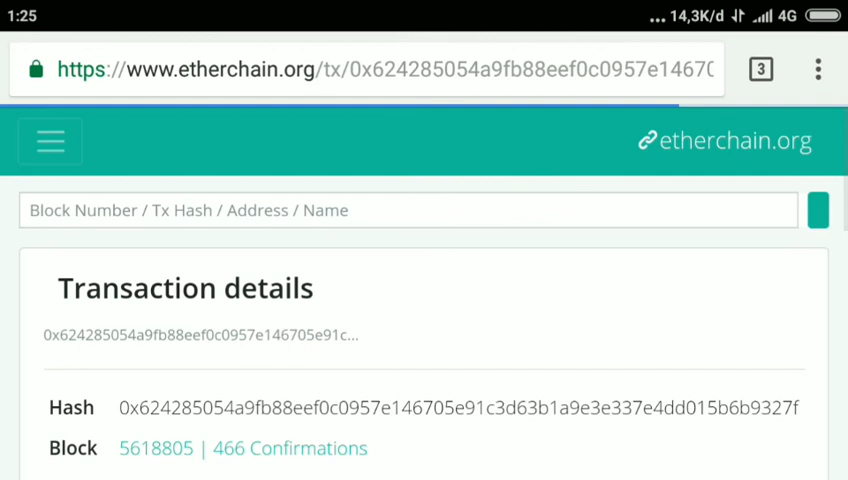 1:25 ... 14,3K/d 4G
https://www.etherchain.org/tx/0x624285054a9fb88eef0c0957e14670 3
etherchain.org
Block Number / Tx Hash / Address / Name
Transaction details
0x624285054a9fb88eef0c0957e146705e91c...
Hash 0x624285054a9fb88eef0c0957e146705e91c3d63b1a9e3e337e4dd015b6b9327f
Block 5618805 | 466 Confirmations